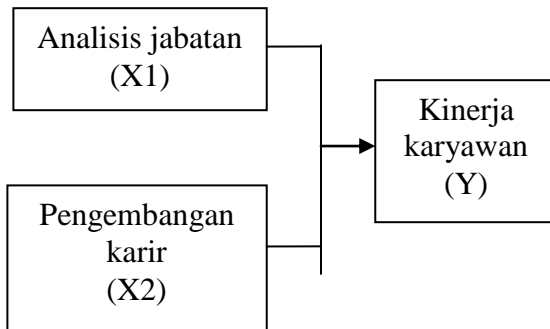 Analisis jabatan
(X1)
Pengembangan
karir
(X2)
Kinerja
karyawan
(Y)